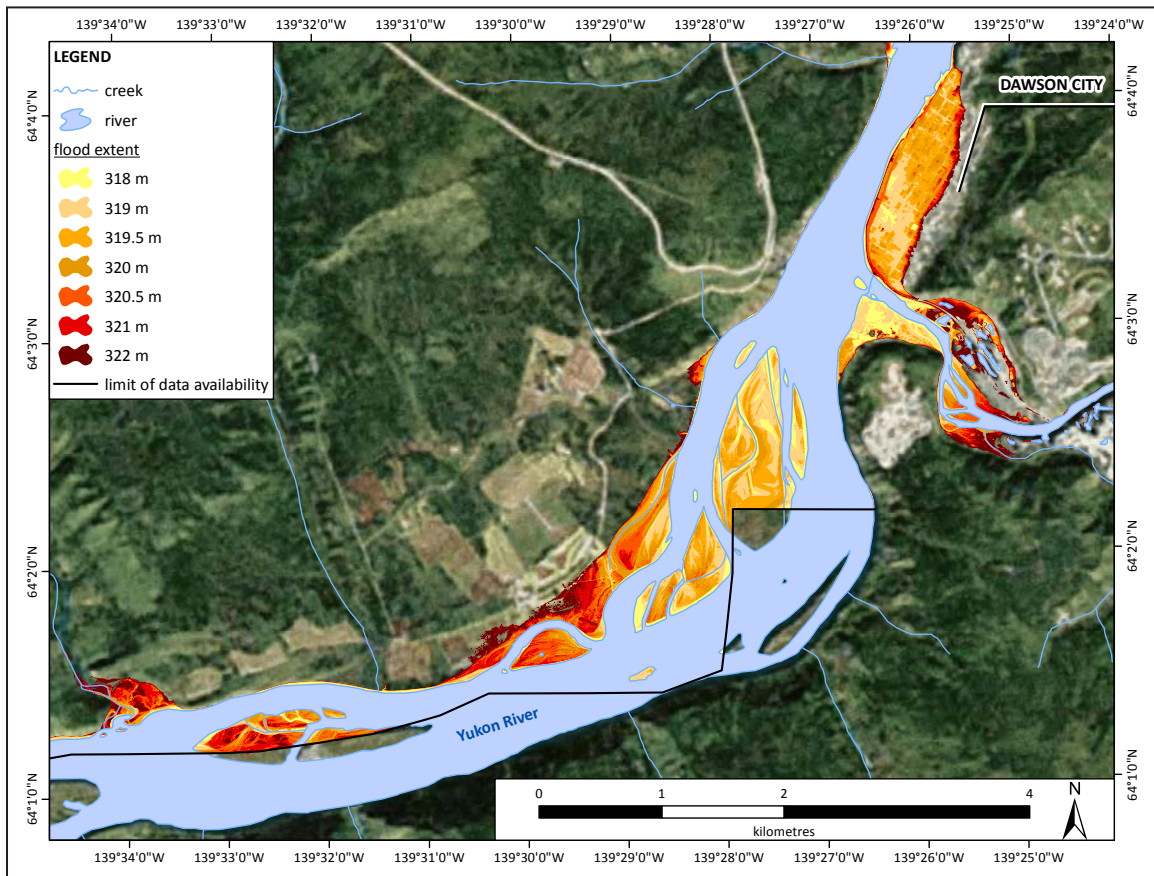 139°34'0"W 139°33'0"W 139°32'0"W 139°31'0"W 139°30'0"W 139°29'0"W 139°28'0"W 139°27'0"W 139°26'0"W 139°25'0"W 139°24'0"W
LEGEND
creek
river
flood extent
318 m
319 m
319.5 m
320 m
320.5 m
321 m
322 m
limit of data availability
DAWSON CITY
64°4'0"N
64°4'0"N
64°3'0"N
64°3'0"N
64°2'0"N
64°2'0"N
64°1'0"N
64°1'0"N
Yukon River
0 1 2 4
kilometres
N
139°34'0"W 139°33'0"W 139°32'0"W 139°31'0"W 139°30'0"W 139°29'0"W 139°28'0"W 139°27'0"W 139°26'0"W 139°25'0"W